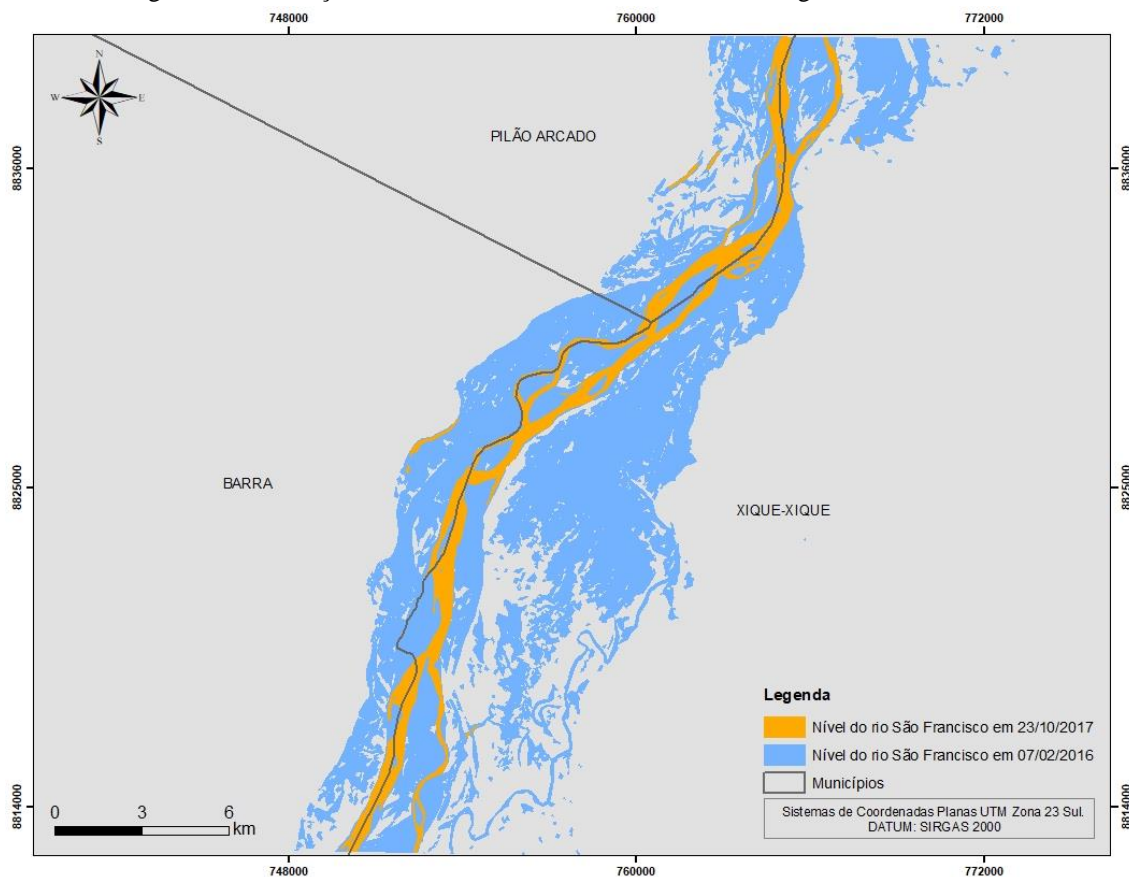 748000 760000 772000
N
W E
S
PILÃO ARCADO
8836000 8836000
BARRA
8825000 8825000
XIQUE-XIQUE
Legenda
Nível do rio São Francisco em 23/10/2017
Nível do rio São Francisco em 07/02/2016
Municípios
Sistemas de Coordenadas Planas UTM Zona 23 Sul.
DATUM: SIRGAS 2000
8814000 8814000
0 3 6
km
748000 760000 772000